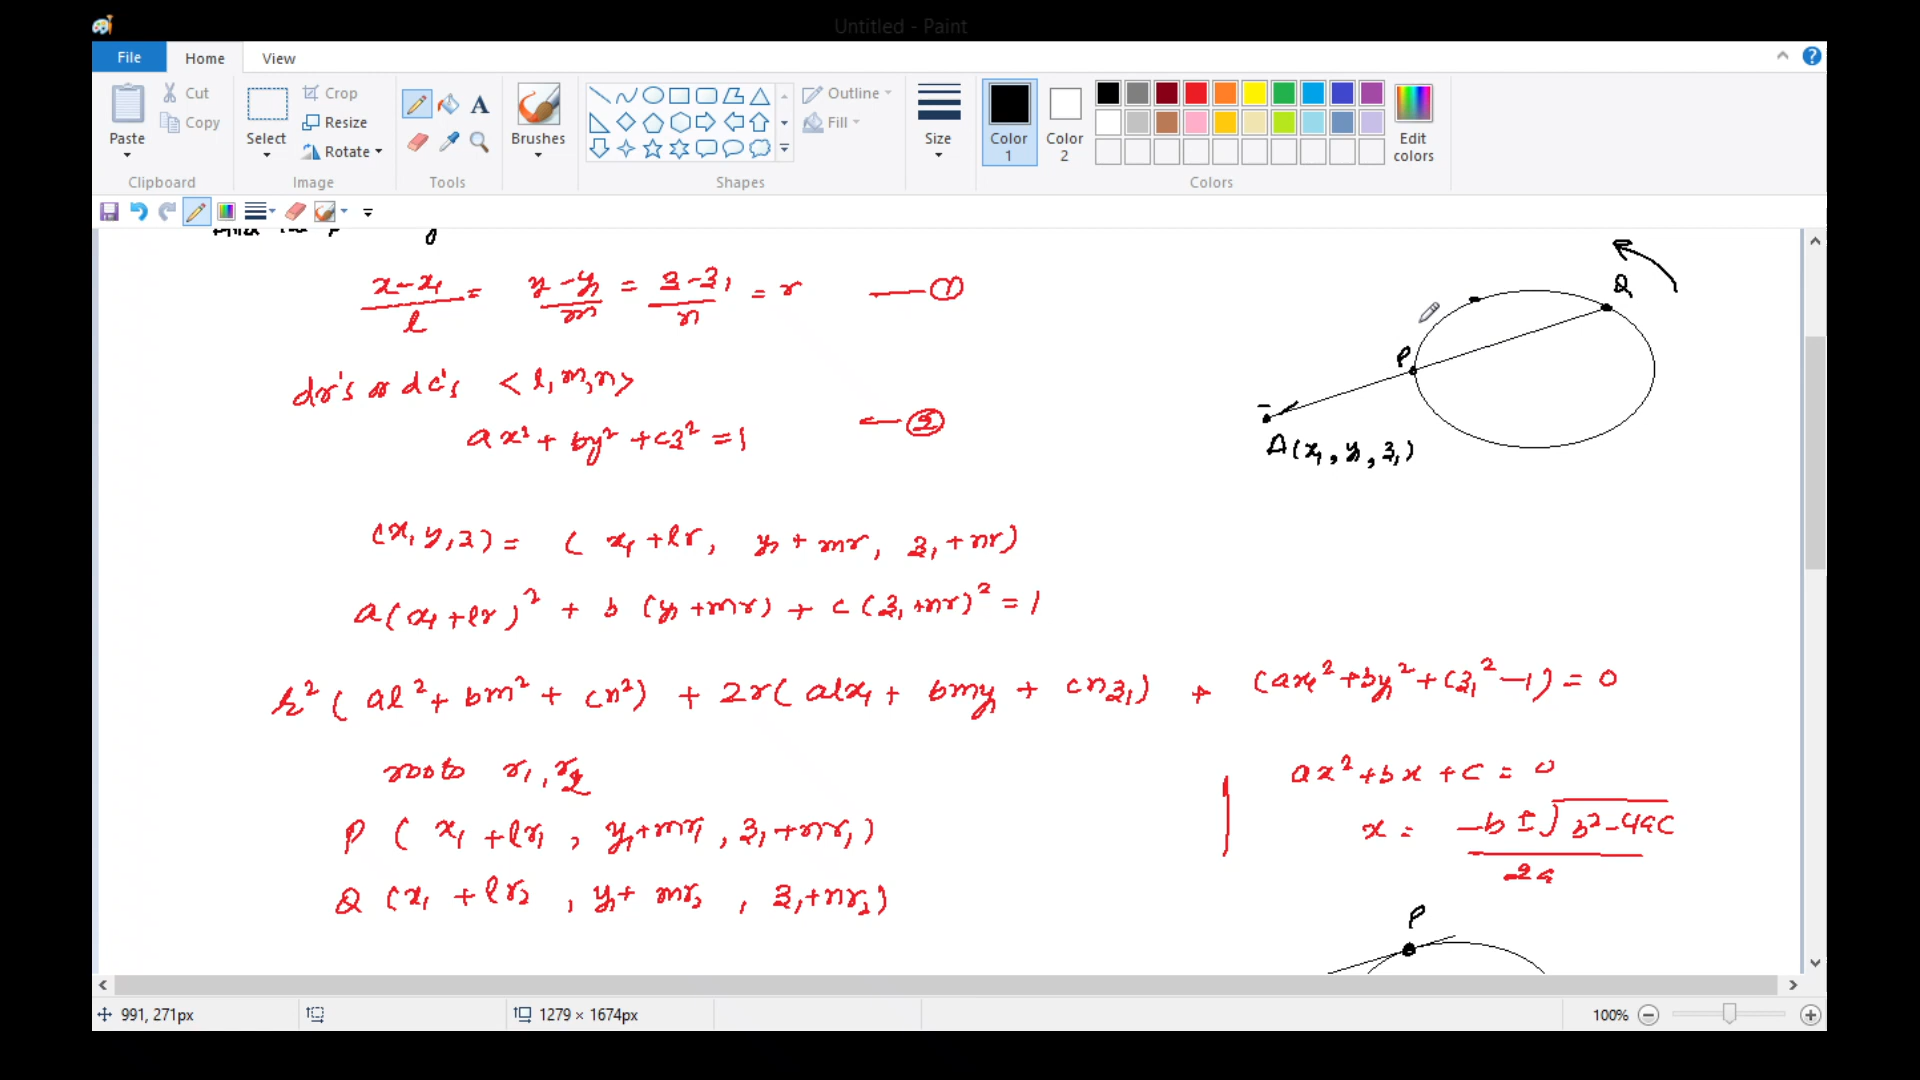 Untitled - Paint
File Home View
Cut Crop Outline Color 1 Color 2
Paste Copy Select Resize Brushes Fill Size Edit colors
Rotate
Clipboard Image Tools Shapes Colors
(x-x₁)/l = (y-y₁)/m = (z-z₁)/n = r — ①
Q
P
dr's or dc's <l, m, n>
ax² + by² + cz² = 1 — ②
A(x₁, y₁, z₁)
(x, y, z) = ( x₁+lr, y₁+mr, z₁+nr)
a(x₁+lr)² + b (y₁+mr) + c(z₁+nr)² = 1
r²( al² + bm² + cn²) + 2r( alx₁ + bmy₁ + cnz₁) + (ax₁²+by₁²+cz₁²-1) = 0
roots r₁, r₂
ax²+bx+c = 0
P ( x₁ +lr₁ , y₁+mr₁ , z₁+nr₁)
x = (-b ± √(b²-4ac))/2a
Q (x₁ + lr₂ , y₁+ mr₂ , z₁+nr₂)
P
991, 271px 1279 × 1674px 100%